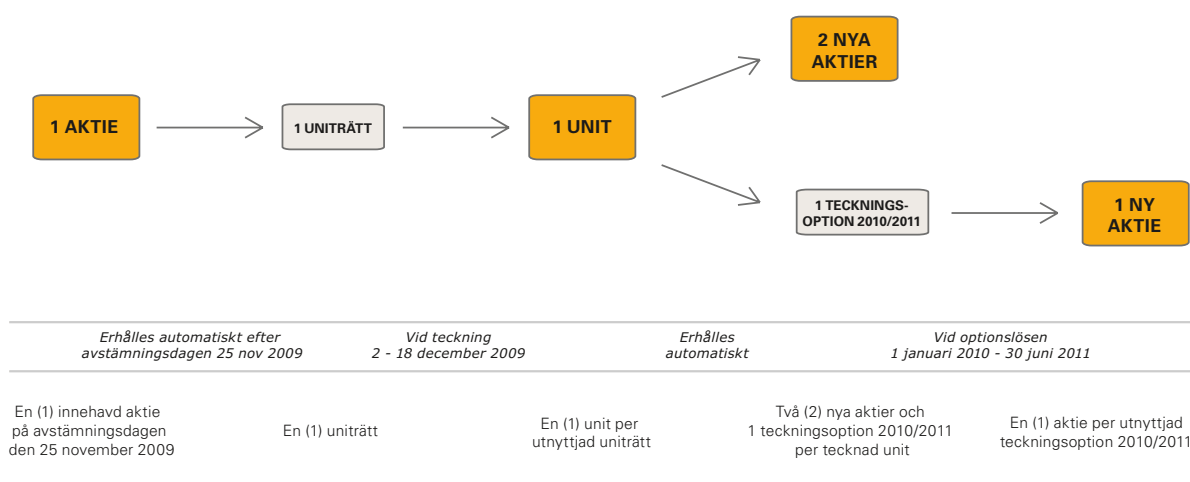 2 NYA
AKTIER
1 AKTIE
1 UNITRÄTT
1 UNIT
1 TECKNINGS-
OPTION 2010/2011
1 NY
AKTIE
Erhålles automatiskt efter
avstämningsdagen 25 nov 2009
Vid teckning
2 - 18 december 2009
Erhålles
automatiskt
Vid optionslösen
1 januari 2010 - 30 juni 2011
En (1) innehavd aktie
på avstämningsdagen
den 25 november 2009
En (1) uniträtt
En (1) unit per
utnyttjad uniträtt
Två (2) nya aktier och
1 teckningsoption 2010/2011
per tecknad unit
En (1) aktie per utnyttjad
teckningsoption 2010/2011